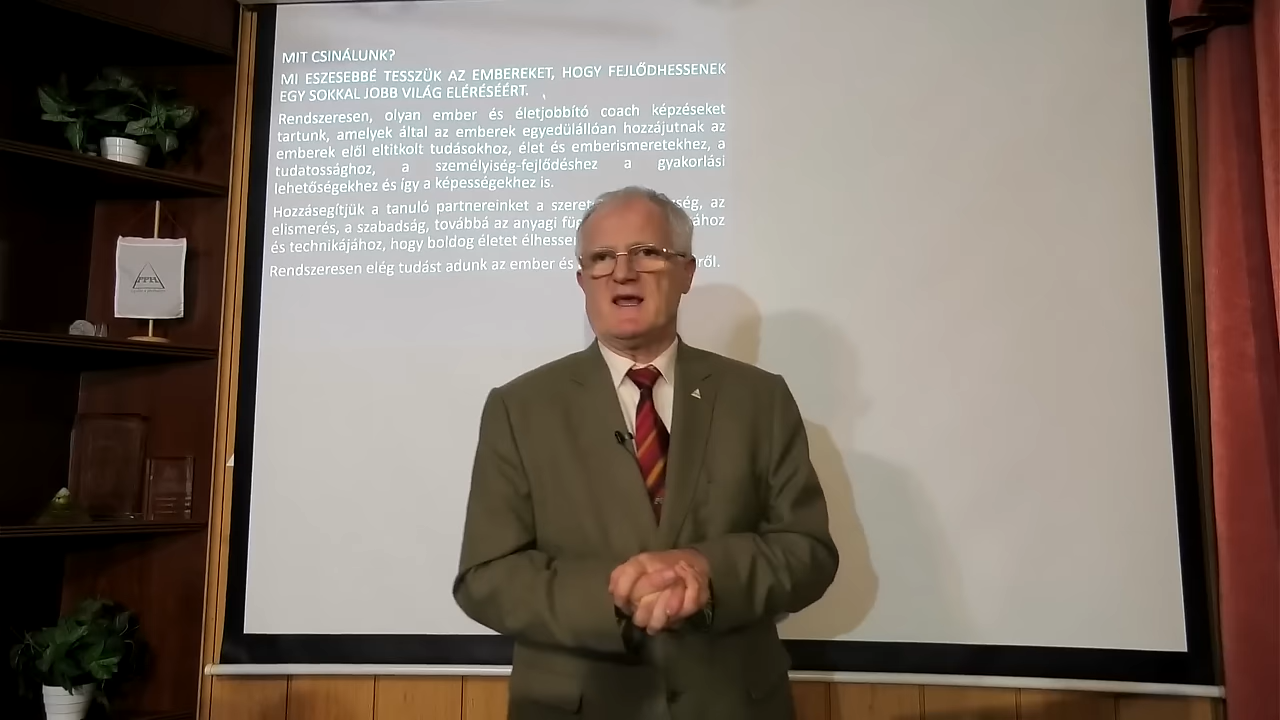 MIT CSINÁLUNK?
MI ESZESEBBÉ TESSZÜK AZ EMBEREKET, HOGY FEJLŐDHESSENEK
EGY SOKKAL JOBB VILÁG ELÉRÉSÉÉRT.
Rendszeresen, olyan ember és életjobbító coach képzéseket
tartunk, amelyek által az emberek egyedülállóan hozzájutnak az
emberek elől eltitkolt tudásokhoz, élet és emberismeretekhez, a
tudatossághoz, a személyiség-fejlődéshez a gyakorlási
lehetőségekhez és így a képességekhez is.
Hozzásegítjük a tanuló partnereinket a az
elismerés, a szabadság, továbbá az anyagi
és technikájához, hogy boldog életet
Rendszeresen elég tudást adunk az ember és